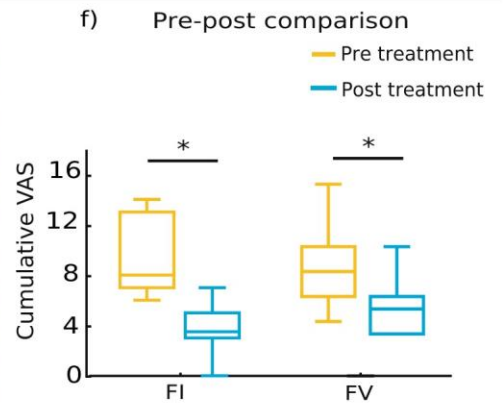 f) Pre-post comparison
Pre treatment
Post treatment
*
*
Cumulative VAS
16
12
8
4
0
FI
FV